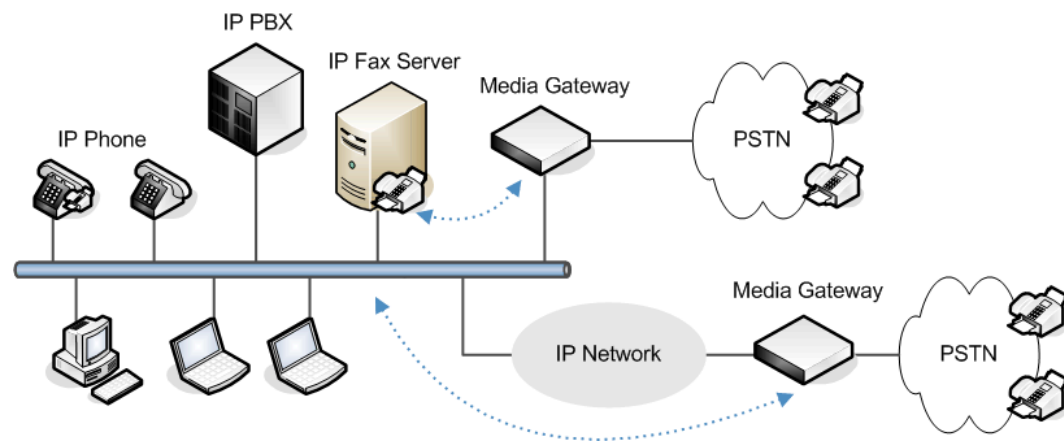 IP PBX
IP Fax Server
Media Gateway
IP Phone
PSTN
Media Gateway
IP Network
PSTN